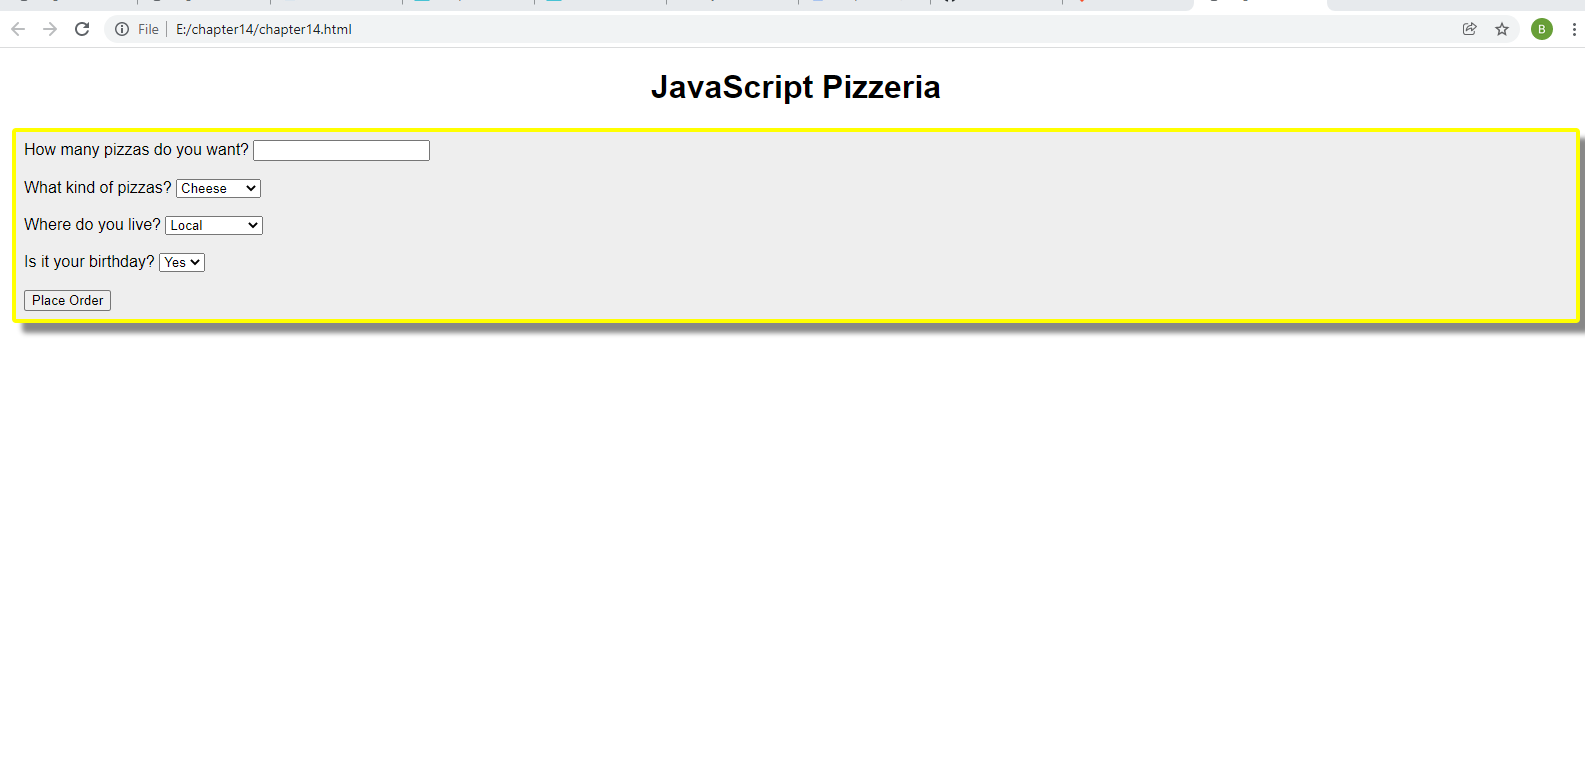 File E:/chapter14/chapter14.html B
JavaScript Pizzeria
How many pizzas do you want?
What kind of pizzas? Cheese
Where do you live? Local
Is it your birthday? Yes
Place Order